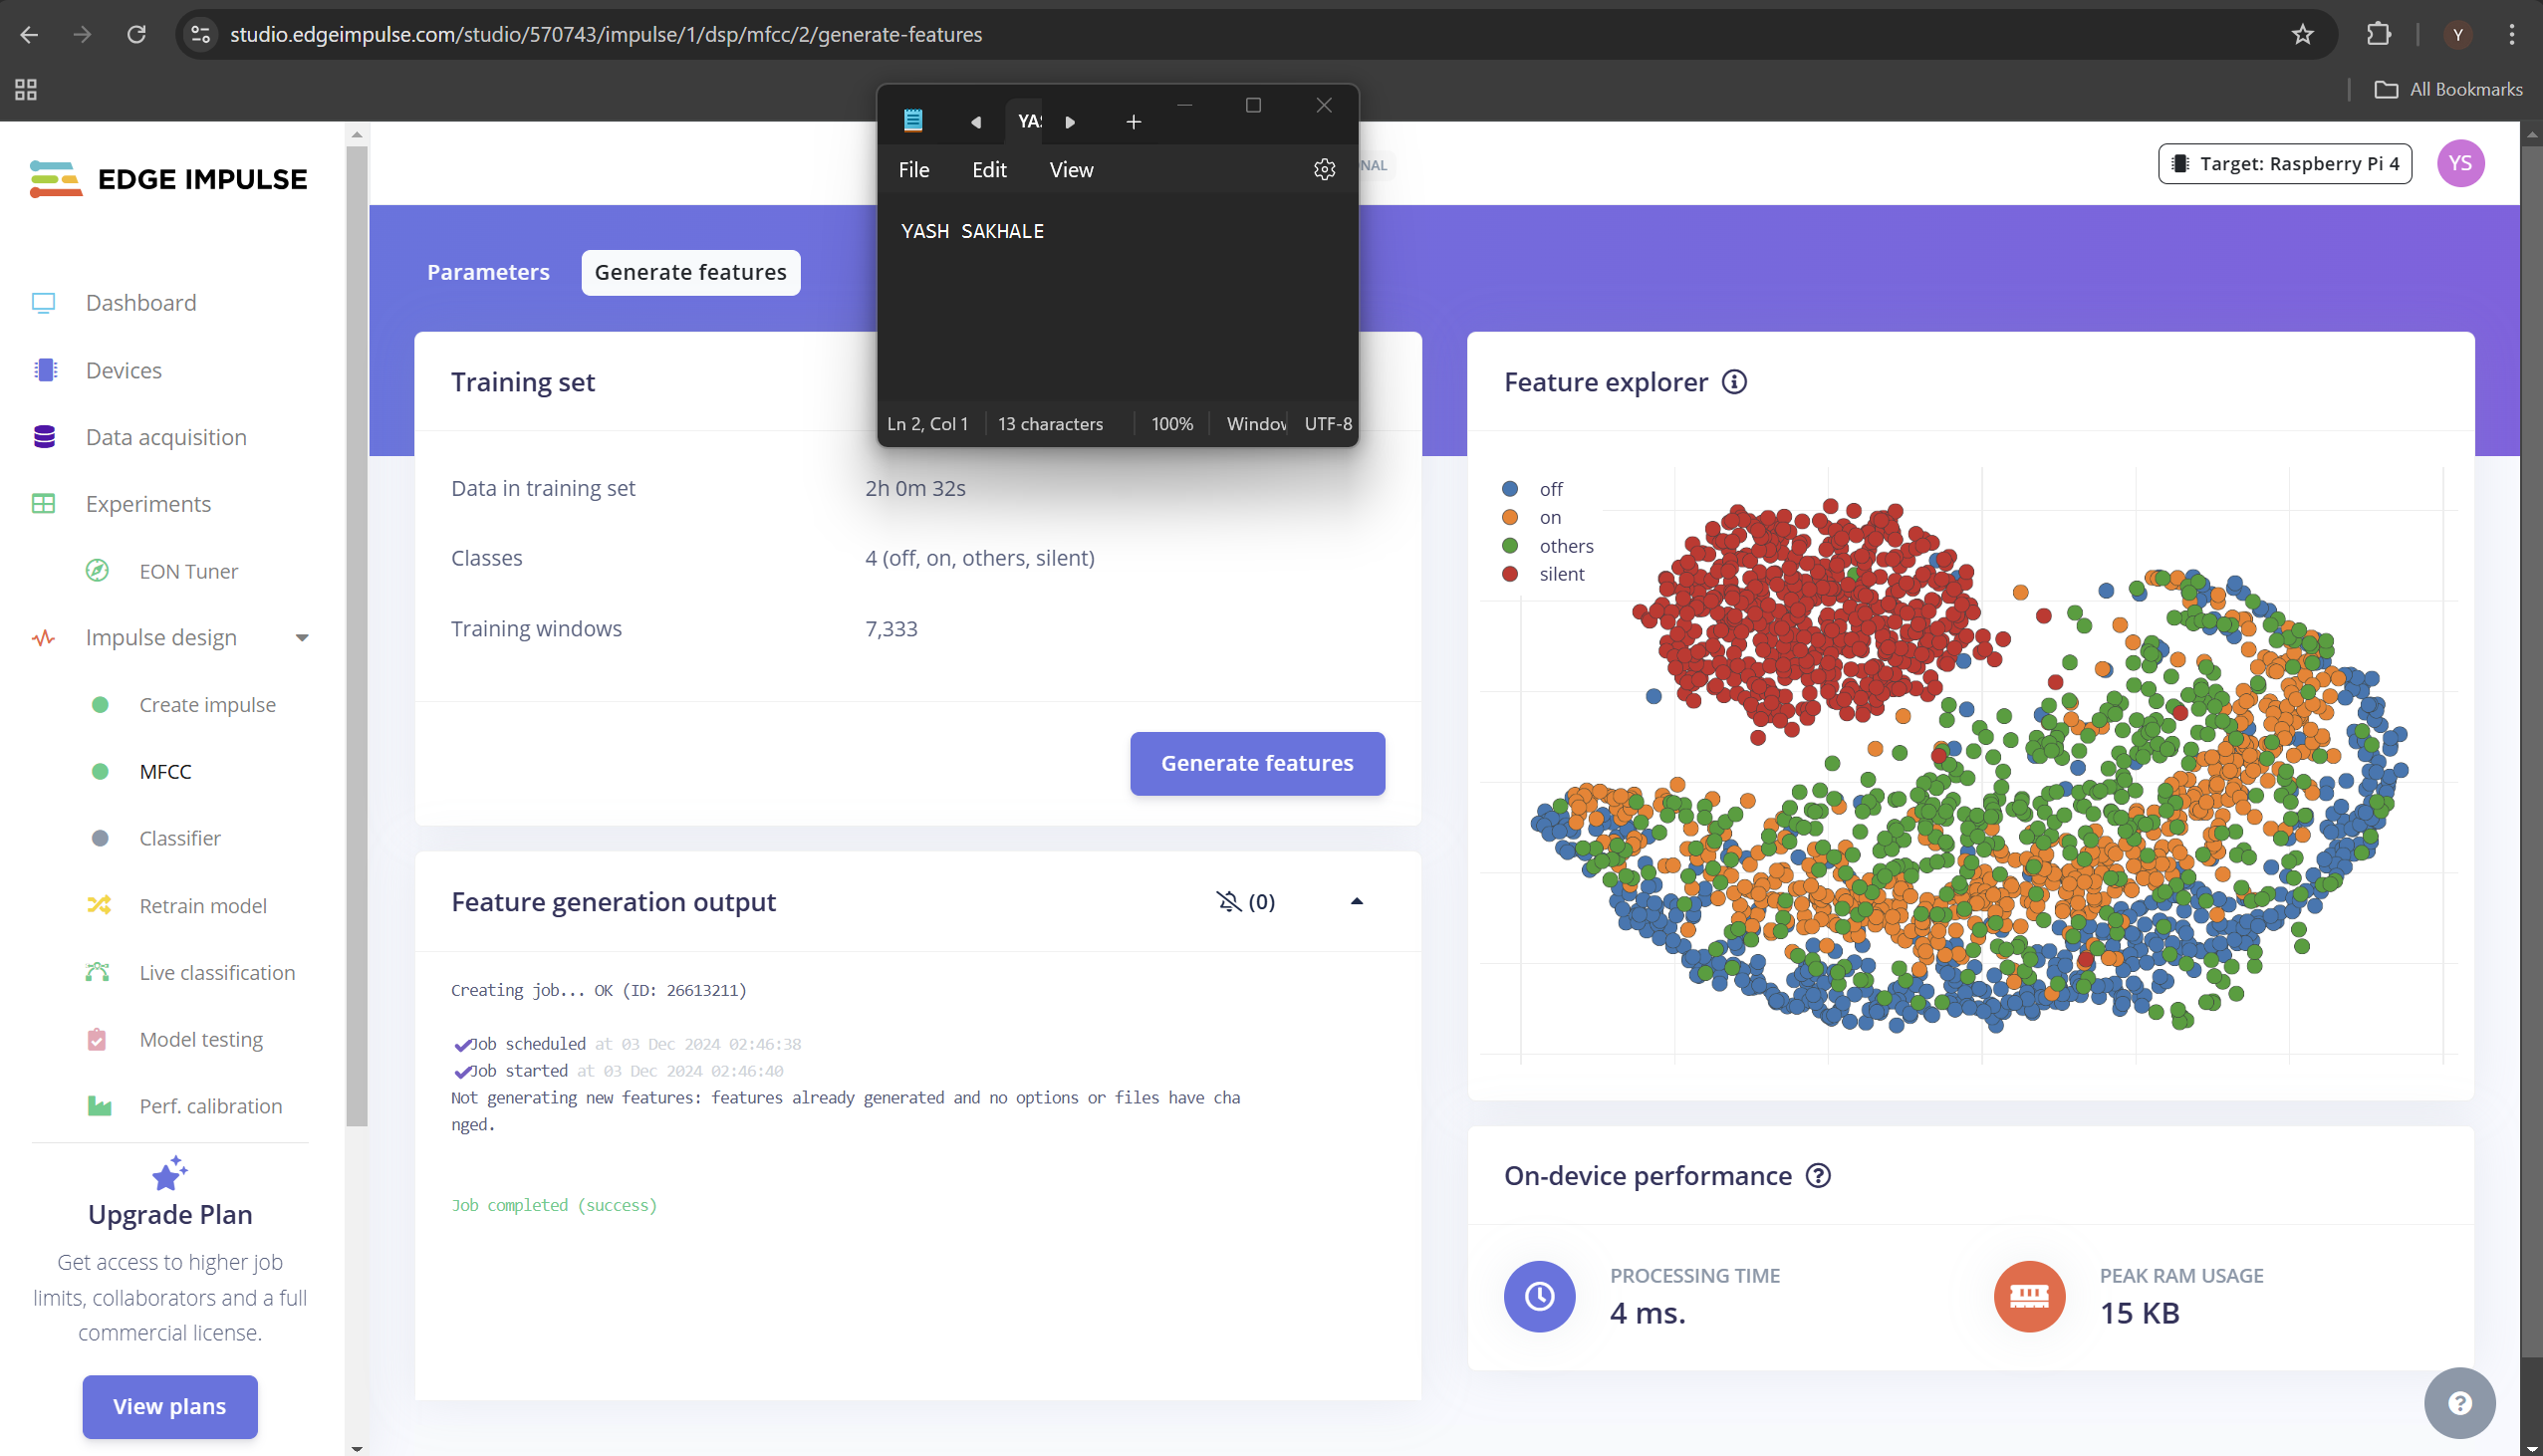 studio.edgeimpulse.com/studio/570743/impulse/1/dsp/mfcc/2/generate-features
Y
All Bookmarks
EDGE IMPULSE
Dashboard
Devices
Data acquisition
Experiments
EON Tuner
Impulse design
Create impulse
MFCC
Classifier
Retrain model
Live classification
Model testing
Perf. calibration
Upgrade Plan
Get access to higher job
limits, collaborators and a full
commercial license.
View plans
File Edit View
YASH SAKHALE
Ln 2, Col 1 13 characters 100% UTF-8
Target: Raspberry Pi 4
YS
Parameters
Generate features
Training set
Data in training set 2h 0m 32s
Classes 4 (off, on, others, silent)
Training windows 7,333
Generate features
Feature generation output (0)
Creating job... OK (ID: 26613211)
Job scheduled at 03 Dec 2024 02:46:38
Job started at 03 Dec 2024 02:46:40
Not generating new features: features already generated and no options or files have cha
nged.
Job completed (success)
Feature explorer
off
on
others
silent
On-device performance
PROCESSING TIME
4 ms.
PEAK RAM USAGE
15 KB